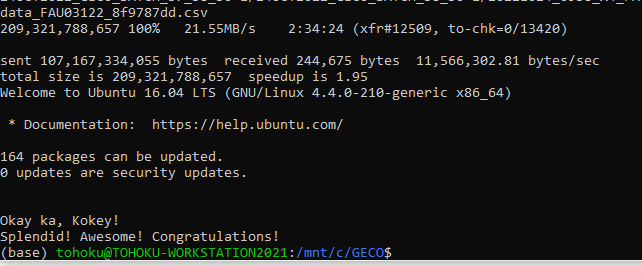 data_FAU03122_8f9787dd.csv
209,321,788,657 100% 21.55MB/s 2:34:24 (xfr#12509, to-chk=0/13420)
sent 107,167,334,055 bytes received 244,675 bytes 11,566,302.81 bytes/sec
total size is 209,321,788,657 speedup is 1.95
Welcome to Ubuntu 16.04 LTS (GNU/Linux 4.4.0-210-generic x86_64)
* Documentation: https://help.ubuntu.com/
164 packages can be updated.
0 updates are security updates.
Okay ka, Kokey!
Splendid! Awesome! Congratulations!
(base) tohoku@TOHOKU-WORKSTATION2021:/mnt/c/GECO$